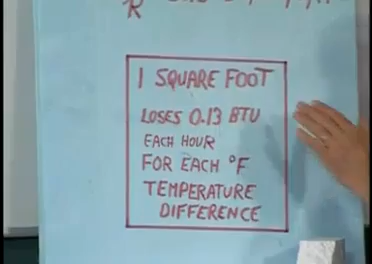 R
1 SQUARE FOOT
LOSES 0.13 BTU
EACH HOUR
FOR EACH °F
TEMPERATURE
DIFFERENCE